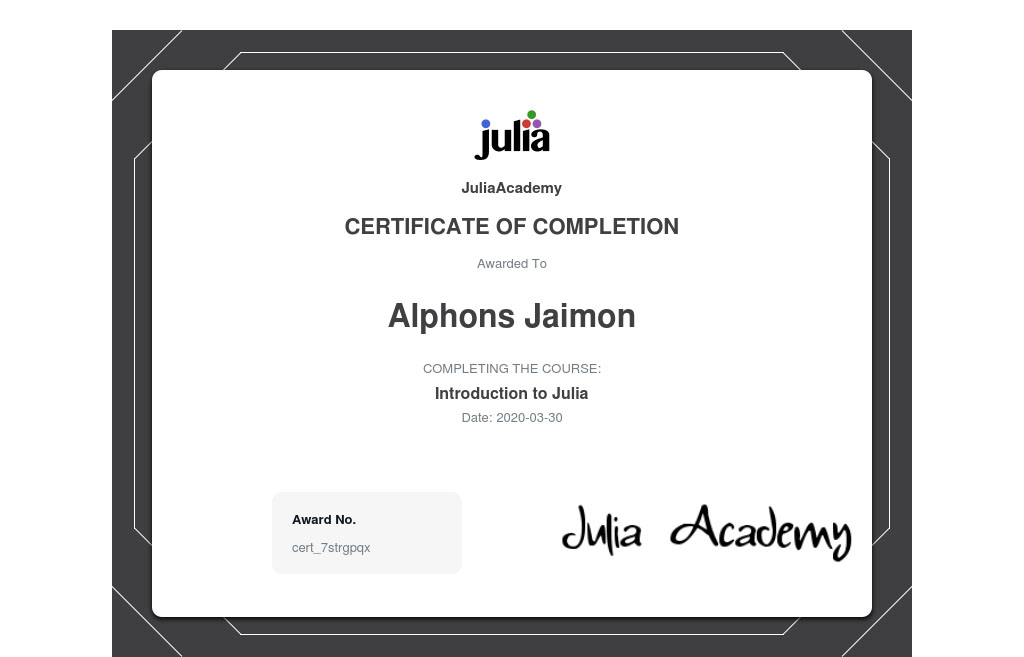 julia
JuliaAcademy
CERTIFICATE OF COMPLETION
Awarded To
Alphons Jaimon
COMPLETING THE COURSE:
Introduction to Julia
Date: 2020-03-30
Award No.
cert_7strgpqx
Julia Academy